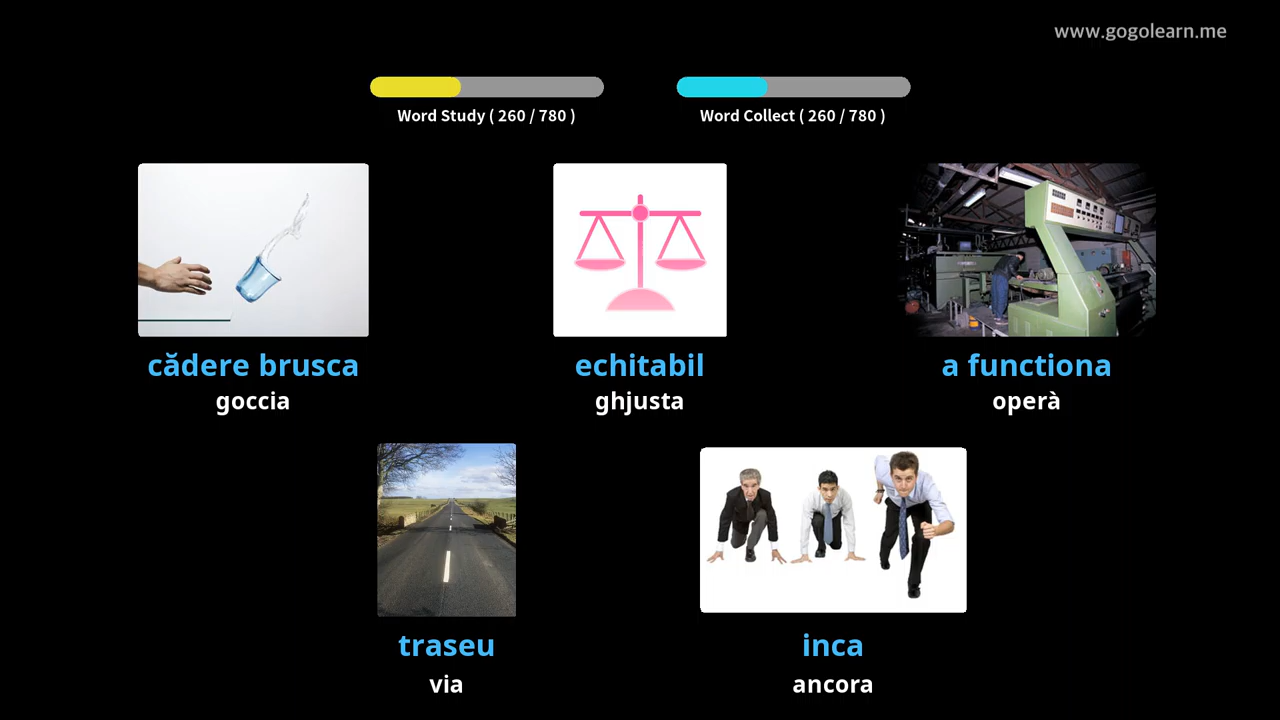 www.gogolearn.me
Word Study ( 260 / 780 )
Word Collect ( 260 / 780 )
cădere brusca
goccia
echitabil
ghjusta
a functiona
operà
traseu
via
inca
ancora